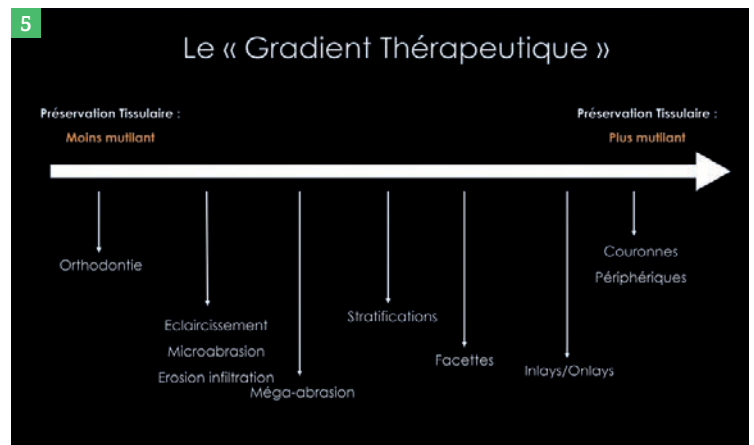 5
Le « Gradient Thérapeutique »
Préservation Tissulaire :
Moins mutilant
Préservation Tissulaire :
Plus mutilant
Orthodontie
Eclaircissement
Microabrasion
Erosion infiltration
Méga-abrasion
Stratifications
Facettes
Inlays/Onlays
Couronnes
Périphériques